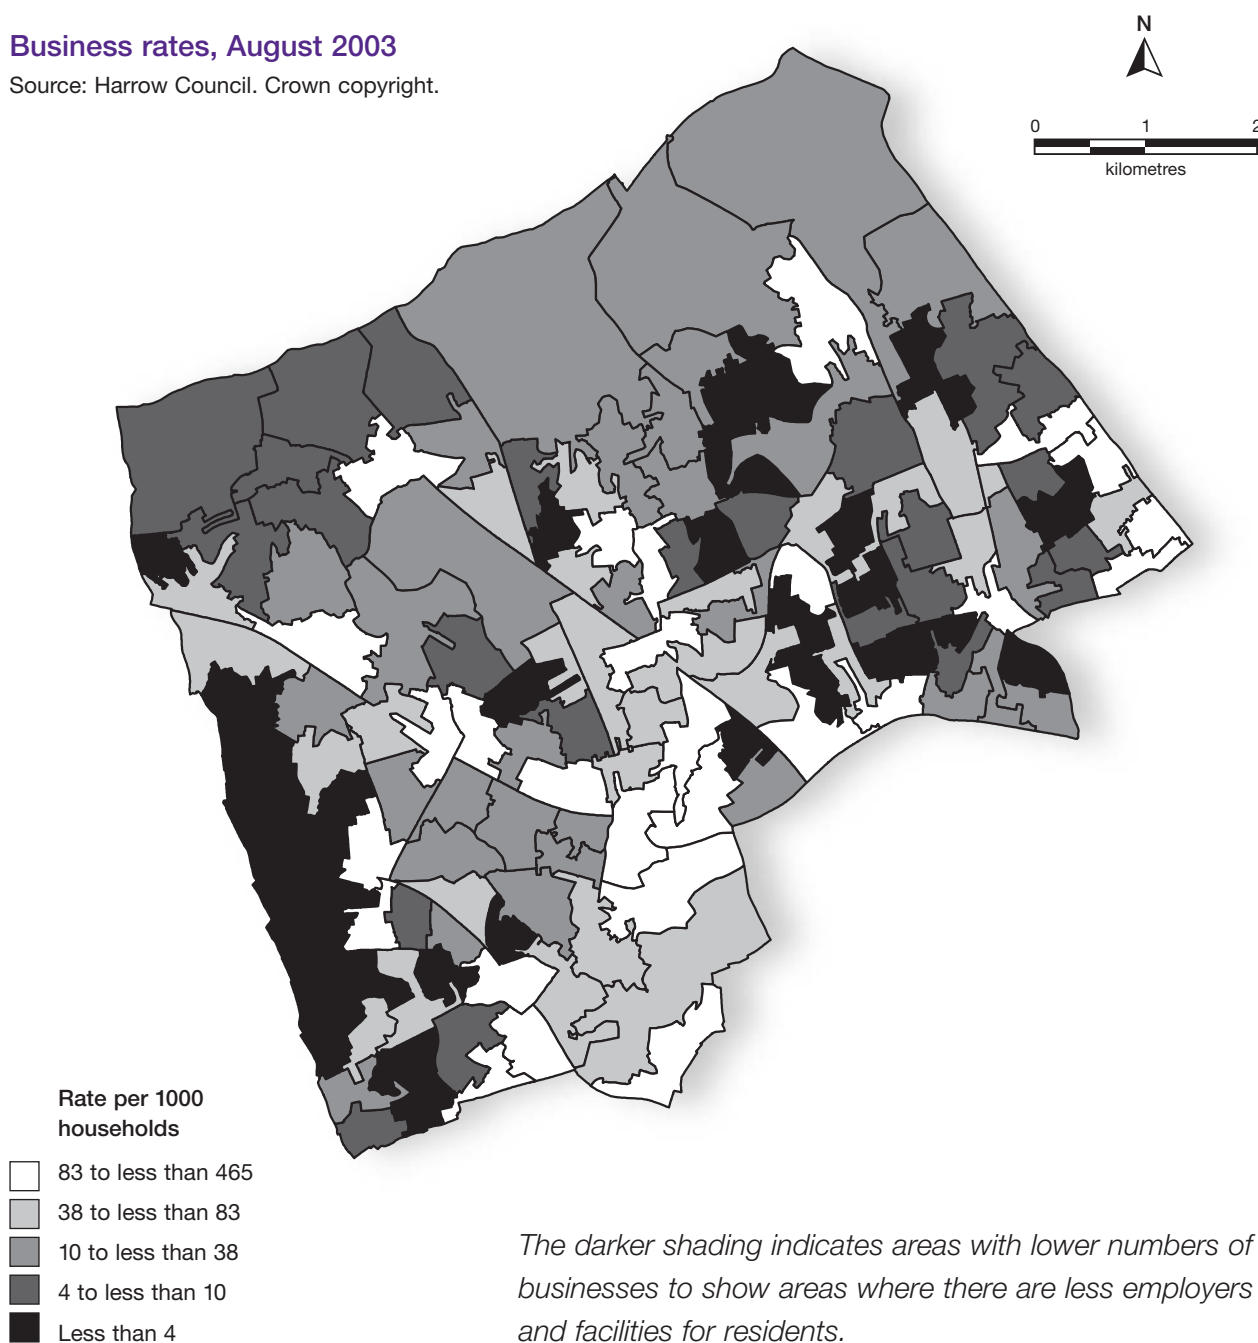 Business rates, August 2003
Source: Harrow Council. Crown copyright.
N
0 1 2
kilometres
Rate per 1000
households
83 to less than 465
38 to less than 83
10 to less than 38
4 to less than 10
Less than 4
The darker shading indicates areas with lower numbers of
businesses to show areas where there are less employers
and facilities for residents.